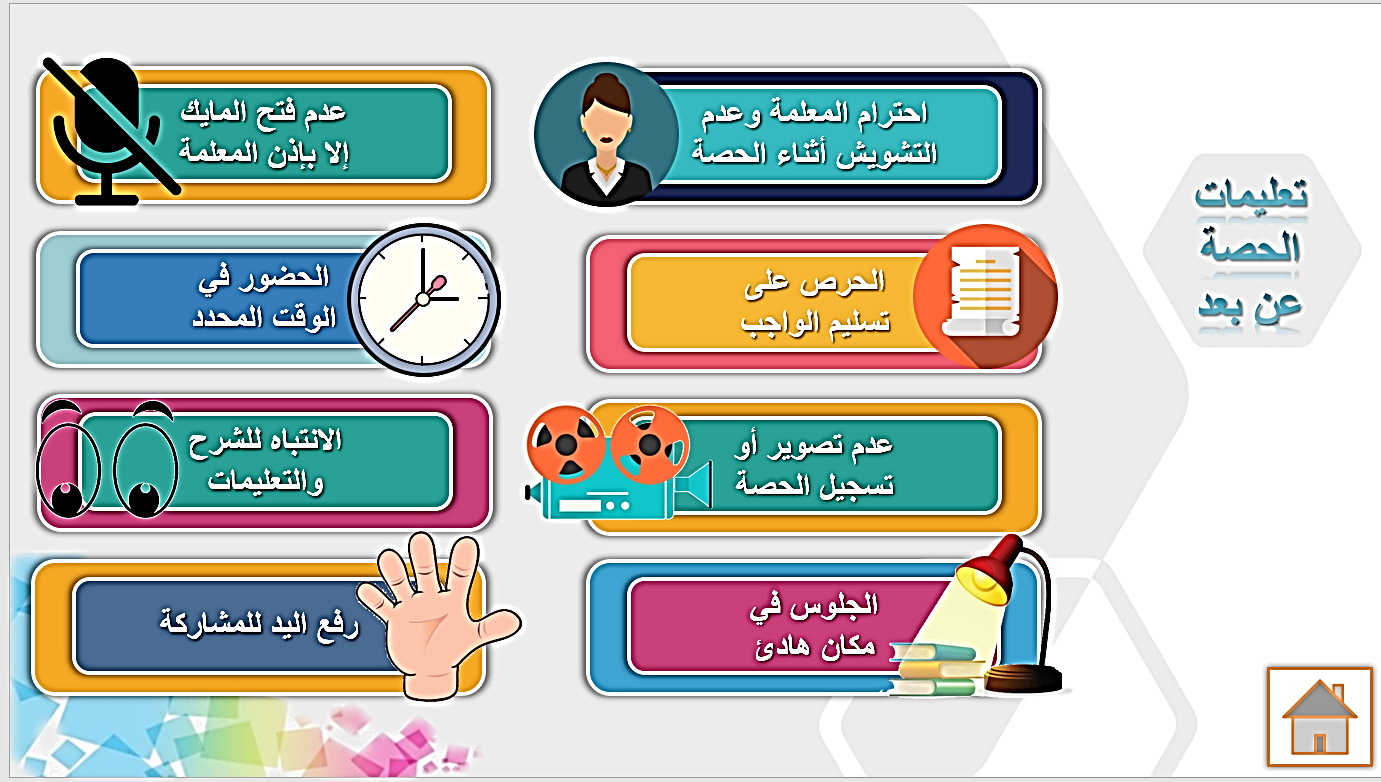 تعليمات
الحصة
عن بعد
احترام المعلمة وعدم
التشويش أثناء الحصة
عدم فتح المايك
إلا بإذن المعلمة
الحرص على
تسليم الواجب
الحضور في
الوقت المحدد
عدم تصوير أو
تسجيل الحصة
الانتباه للشرح
والتعليمات
الجلوس في
مكان هادئ
رفع اليد للمشاركة